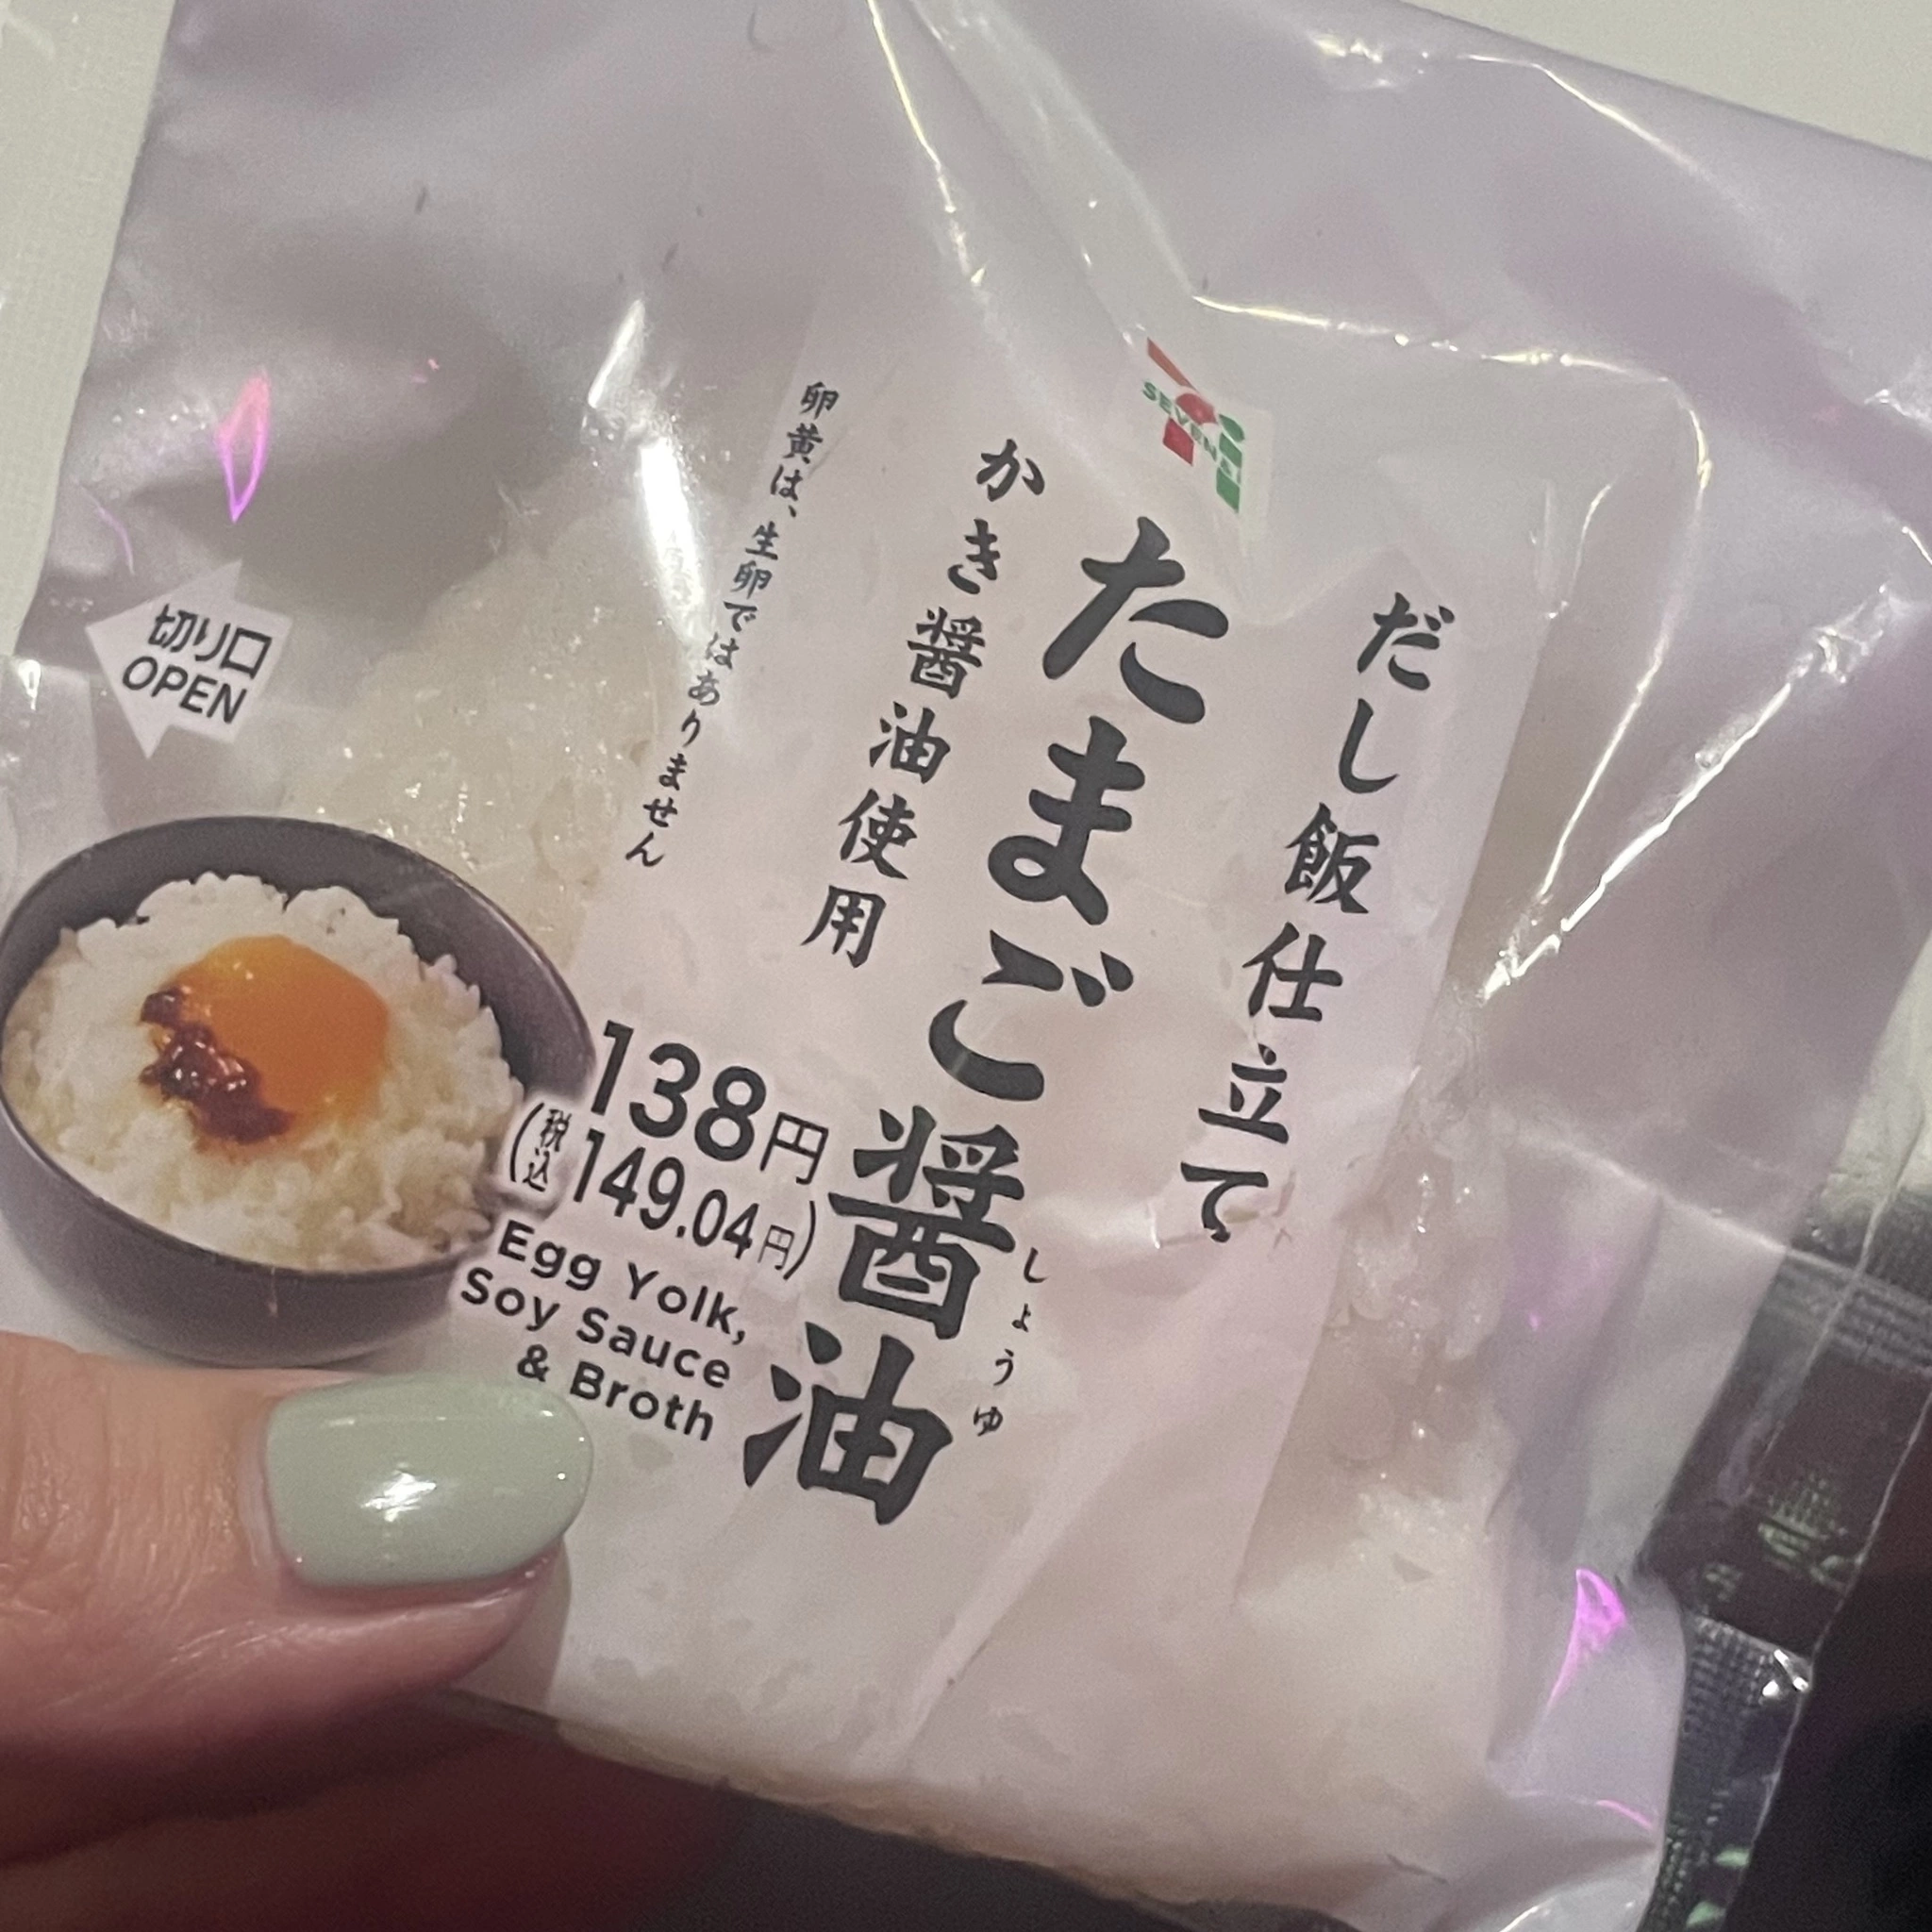 SEVEN&i
だし飯仕立て
たまご醤油
しょうゆ
かき醤油使用
卵黄は、生卵ではありません
切り口
OPEN
138円
(税込149.04円)
Egg Yolk,
Soy Sauce
& Broth